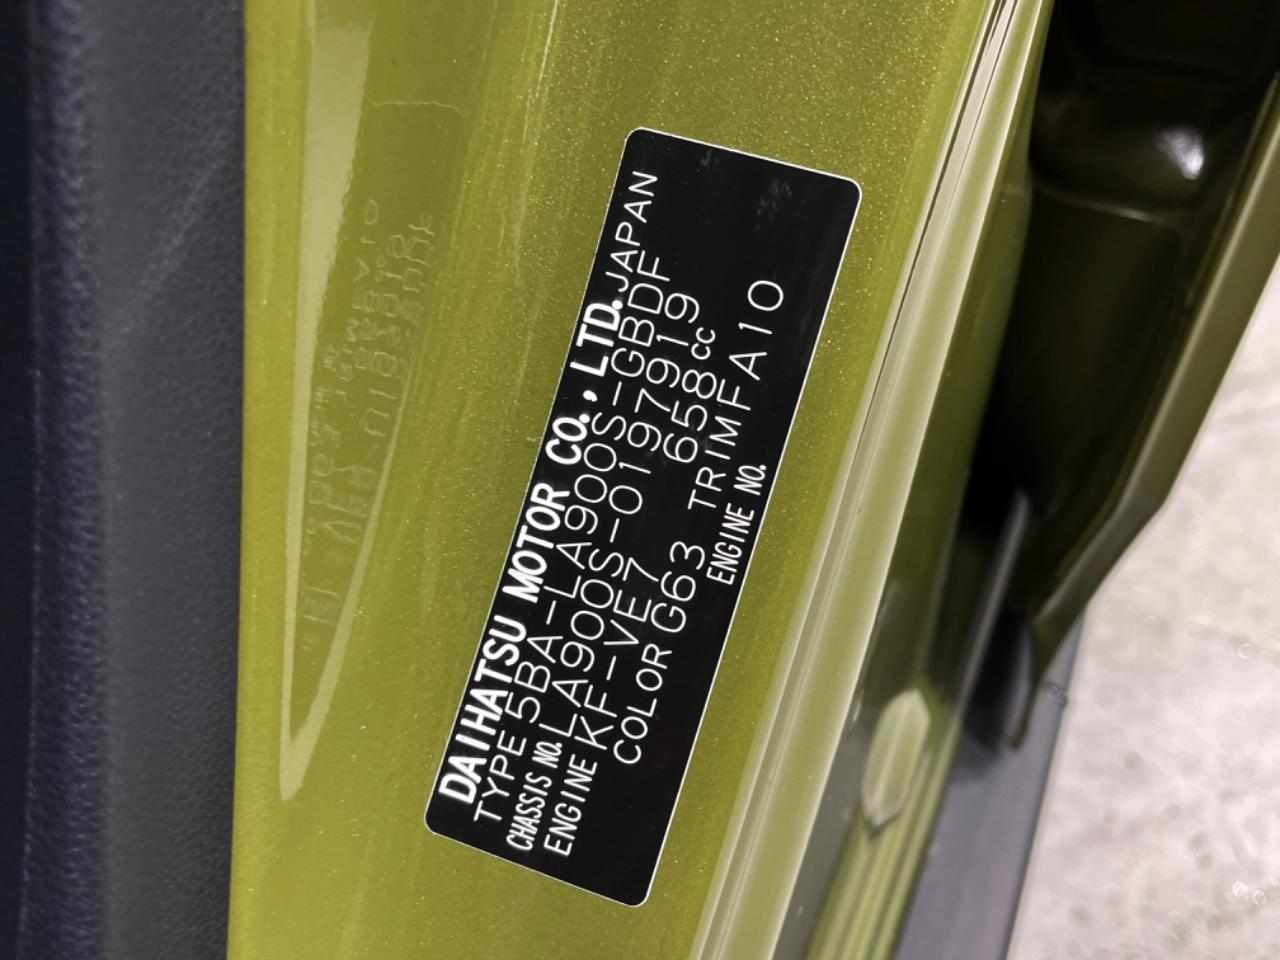 DAIHATSU MOTOR CO., LTD. JAPAN
TYPE 5BA-LA900S-GBDF
CHASSIS NO. LA900S-0197919
ENGINE KF-VE7 658cc
COLOR G63 TRIM FA10
ENGINE NO.